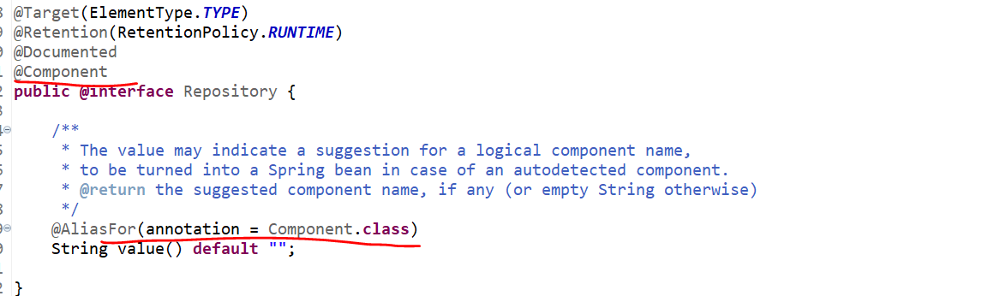 @Target(ElementType.TYPE)
@Retention(RetentionPolicy.RUNTIME)
@Documented
@Component
public @interface Repository {
/**
* The value may indicate a suggestion for a logical component name,
* to be turned into a Spring bean in case of an autodetected component.
* @return the suggested component name, if any (or empty String otherwise)
*/
@AliasFor(annotation = Component.class)
String value() default "";
}